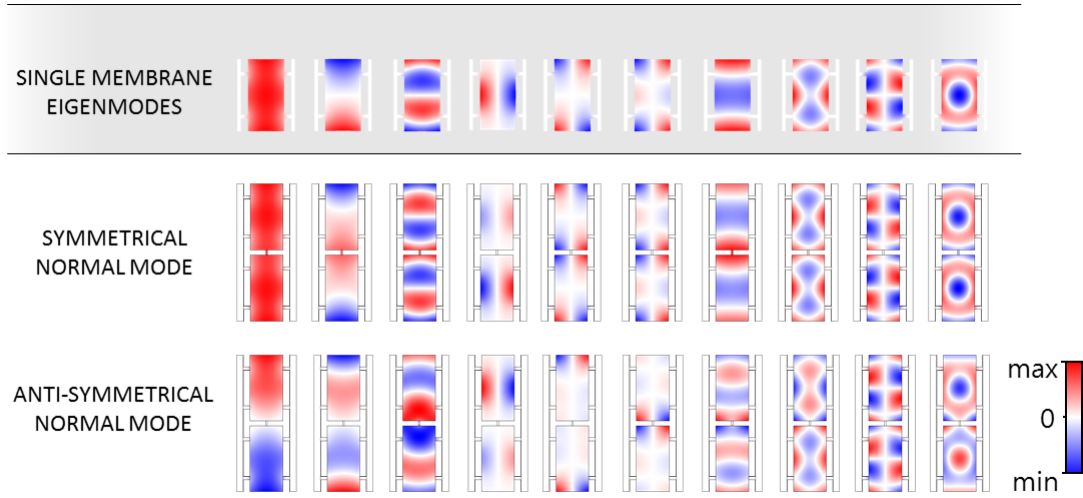 SINGLE MEMBRANE
EIGENMODES
SYMMETRICAL
NORMAL MODE
ANTI-SYMMETRICAL
NORMAL MODE
max
0
min